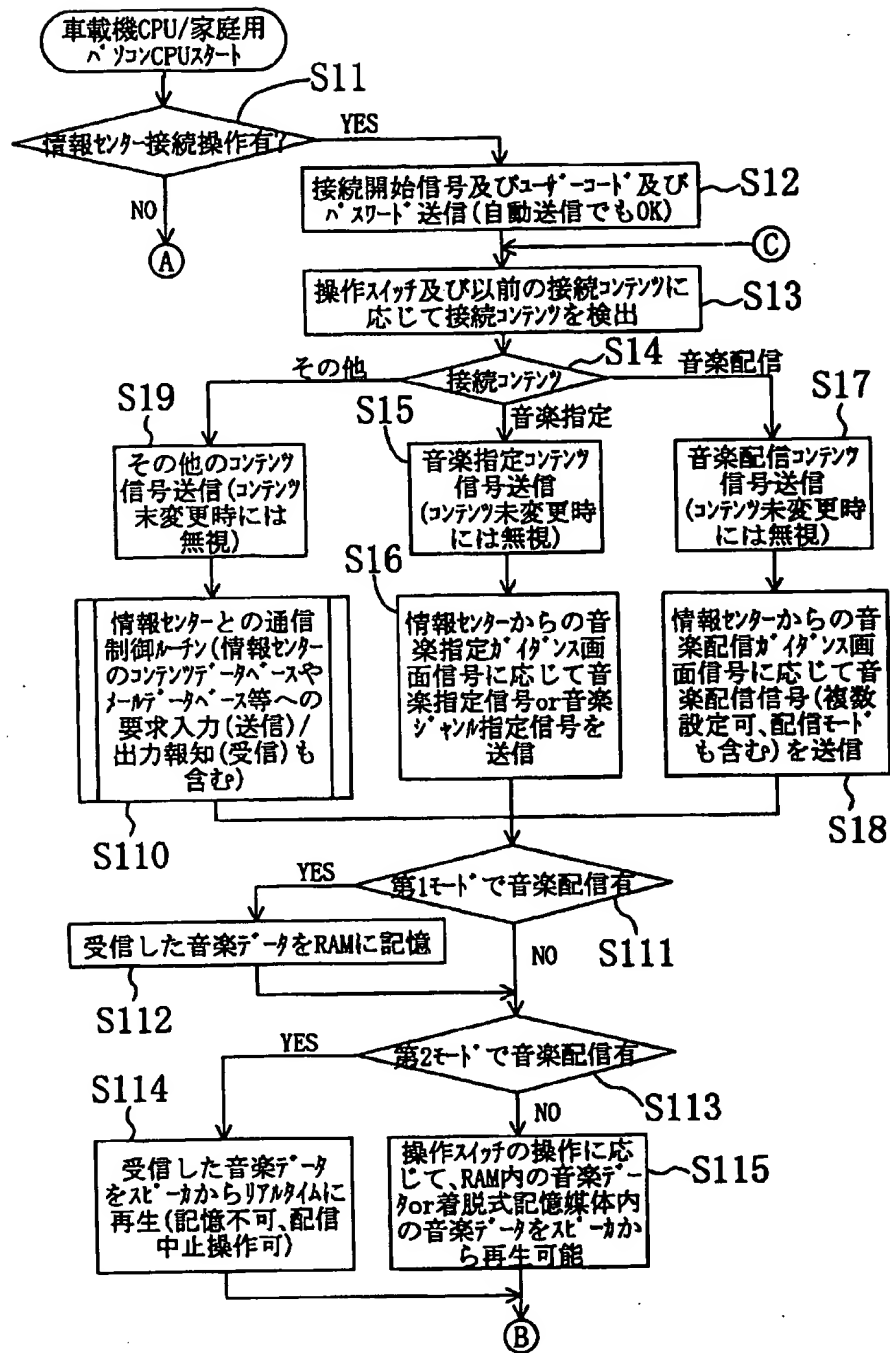 車載機CPU/家庭用
パソコンCPUスタート
S11
情報センター接続操作有?
YES
NO
A
接続開始信号及びユーザーコード及び
パスワード送信(自動送信でもOK)
S12
C
操作スイッチ及び以前の接続コンテンツに
応じて接続コンテンツを検出
S13
S14
接続コンテンツ
その他
音楽指定
音楽配信
S19
その他のコンテンツ
信号送信(コンテンツ
末変更時には
無視)
S15
音楽指定コンテンツ
信号送信
(コンテンツ未変更時
には無視)
S17
音楽配信コンテンツ
信号送信
(コンテンツ未変更時
には無視)
情報センターとの通信
制御ルーチン(情報センター
のコンテンツデータベースや
メールデータベース等への
要求入力(送信)/
出力報知(受信)も
含む)
S110
S16
情報センターからの音
楽指定ガイダンス画
面信号に応じて音
楽指定信号or音楽
ジャンル指定信号を
送信
情報センターからの音
楽配信ガイダンス画
面信号に応じて音
楽配信信号(複数
設定可、配信モード
も含む)を送信
S18
第1モードで音楽配信有
S111
YES
NO
受信した音楽データをRAMに記憶
S112
第2モードで音楽配信有
S113
YES
NO
S114
受信した音楽データ
をスピーカからリアルタイムに
再生(記憶不可、配信
中止操作可)
操作スイッチの操作に応
じて、RAM内の音楽デー
タor着脱式記憶媒体内
の音楽データをスピーカか
ら再生可能
S115
B